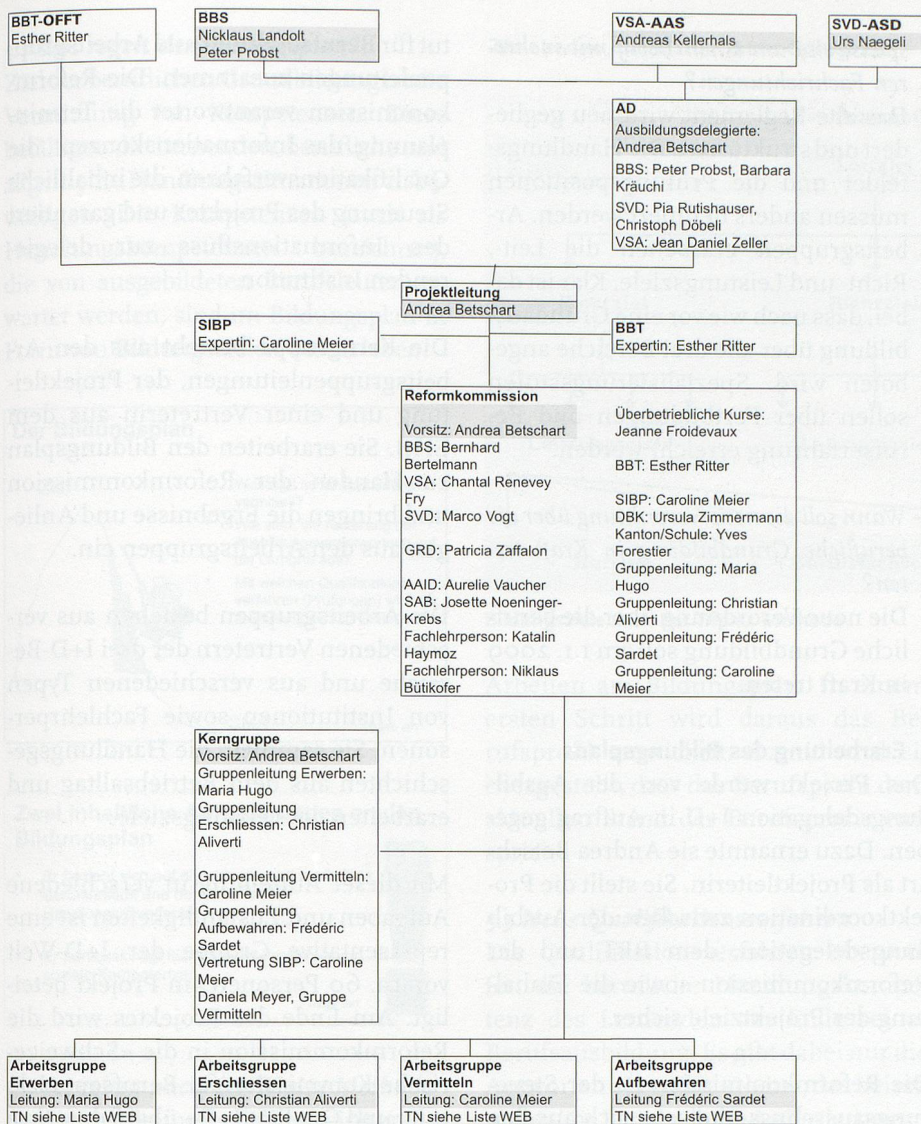 BBT-OFFT
Esther Ritter
BBS
Nicklaus Landolt
Peter Probst
VSA-AAS
Andreas Kellerhals
SVD-ASD
Urs Naegeli
AD
Ausbildungsdelegierte:
Andrea Betschart
BBS: Peter Probst, Barbara
Kräuchi
SVD: Pia Rutishauser,
Christoph Döbeli
VSA: Jean Daniel Zeller
Projektleitung
Andrea Betschart
SIBP
Expertin: Caroline Meier
BBT
Expertin: Esther Ritter
Reformkommission
Vorsitz: Andrea Betschart
BBS: Bernhard
Bertelmann
VSA: Chantal Renevey
Fry
SVD: Marco Vogt
GRD: Patricia Zaffalon
AAID: Aurelie Vaucher
SAB: Josette Noeninger-
Krebs
Fachlehrperson: Katalin
Haymoz
Fachlehrperson: Niklaus
Bütikofer
Überbetriebliche Kurse:
Jeanne Froidevaux
BBT: Esther Ritter
SIBP: Caroline Meier
DBK: Ursula Zimmermann
Kanton/Schule: Yves
Forestier
Gruppenleitung: Maria
Hugo
Gruppenleitung: Christian
Aliverti
Gruppenleitung: Frédéric
Sardet
Gruppenleitung: Caroline
Meier
Kerngruppe
Vorsitz: Andrea Betschart
Gruppenleitung Erwerben:
Maria Hugo
Gruppenleitung
Erschliessen: Christian
Aliverti
Gruppenleitung Vermitteln:
Caroline Meier
Gruppenleitung
Aufbewahren: Frédéric
Sardet
Vertretung SIBP: Carolin
Meier
Daniela Meyer, Gruppe
Vermitteln
Arbeitsgruppe
Erwerben
Leitung: Maria Hugo
TN siehe Liste WEB
Arbeitsgruppe
Erschliessen
Leitung: Christian Aliverti
TN siehe Liste WEB
Arbeitsgruppe
Vermitteln
Leitung: Caroline Meier
TN siehe Liste WEB
Arbeitsgruppe
Aufbewahren
Leitung Frédéric Sardet
TN siehe Liste WEB